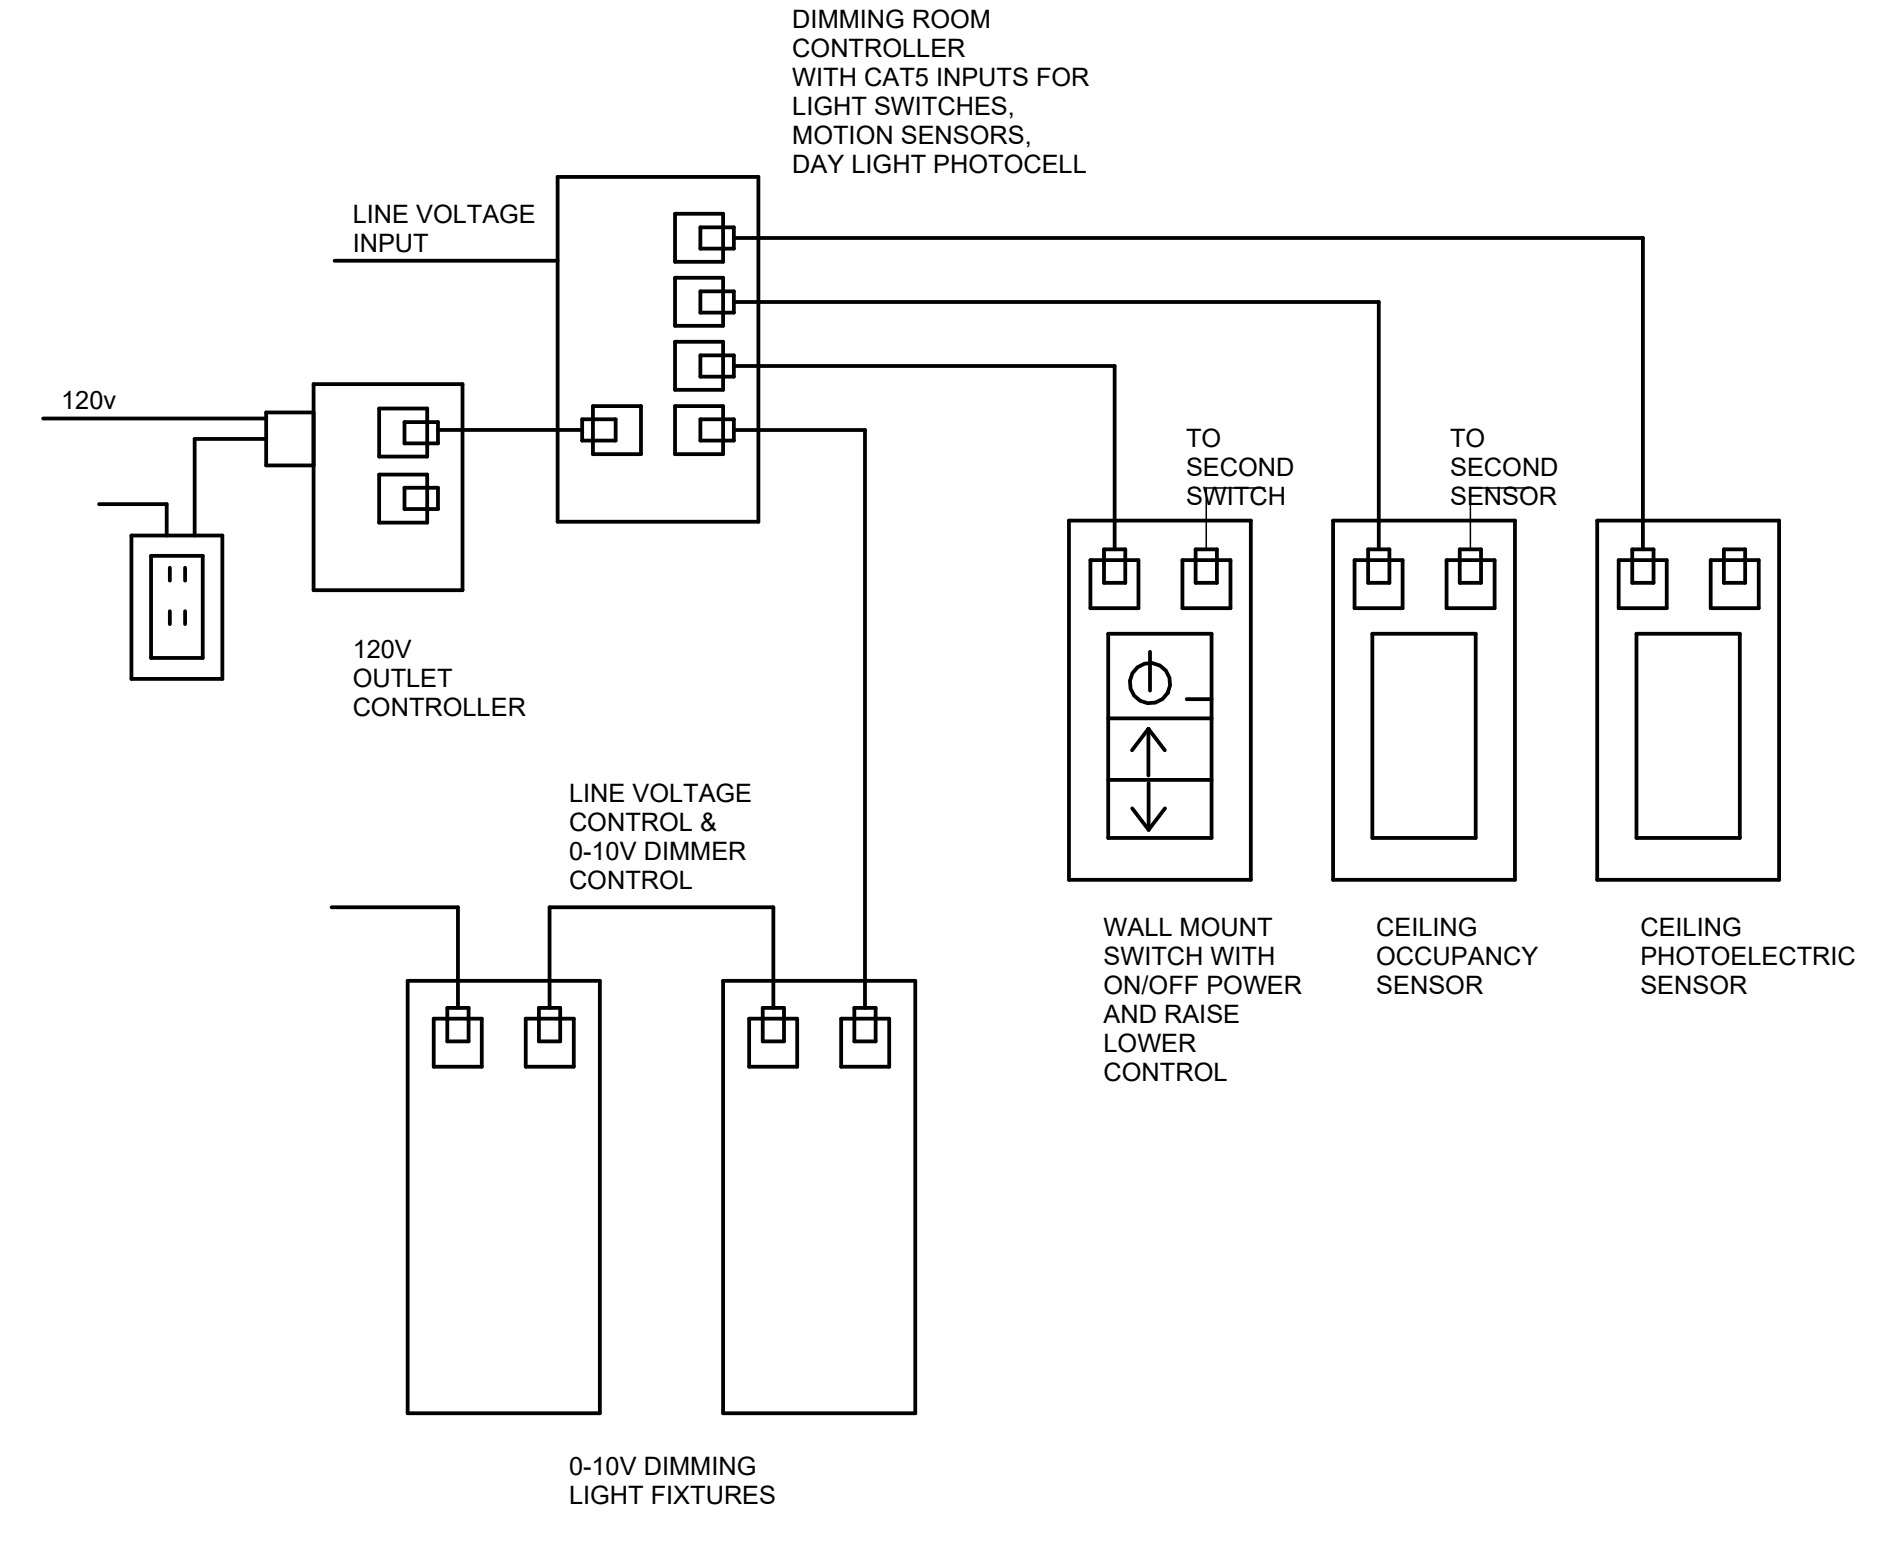 DIMMING ROOM
CONTROLLER
WITH CAT5 INPUTS FOR
LIGHT SWITCHES,
MOTION SENSORS,
DAY LIGHT PHOTOCELL
LINE VOLTAGE
INPUT
120v
TO
SECOND
SWITCH
TO
SECOND
SENSOR
120V
OUTLET
CONTROLLER
LINE VOLTAGE
CONTROL &
0-10V DIMMER
CONTROL
WALL MOUNT
SWITCH WITH
ON/OFF POWER
AND RAISE
LOWER
CONTROL
CEILING
OCCUPANCY
SENSOR
CEILING
PHOTOELECTRIC
SENSOR
0-10V DIMMING
LIGHT FIXTURES